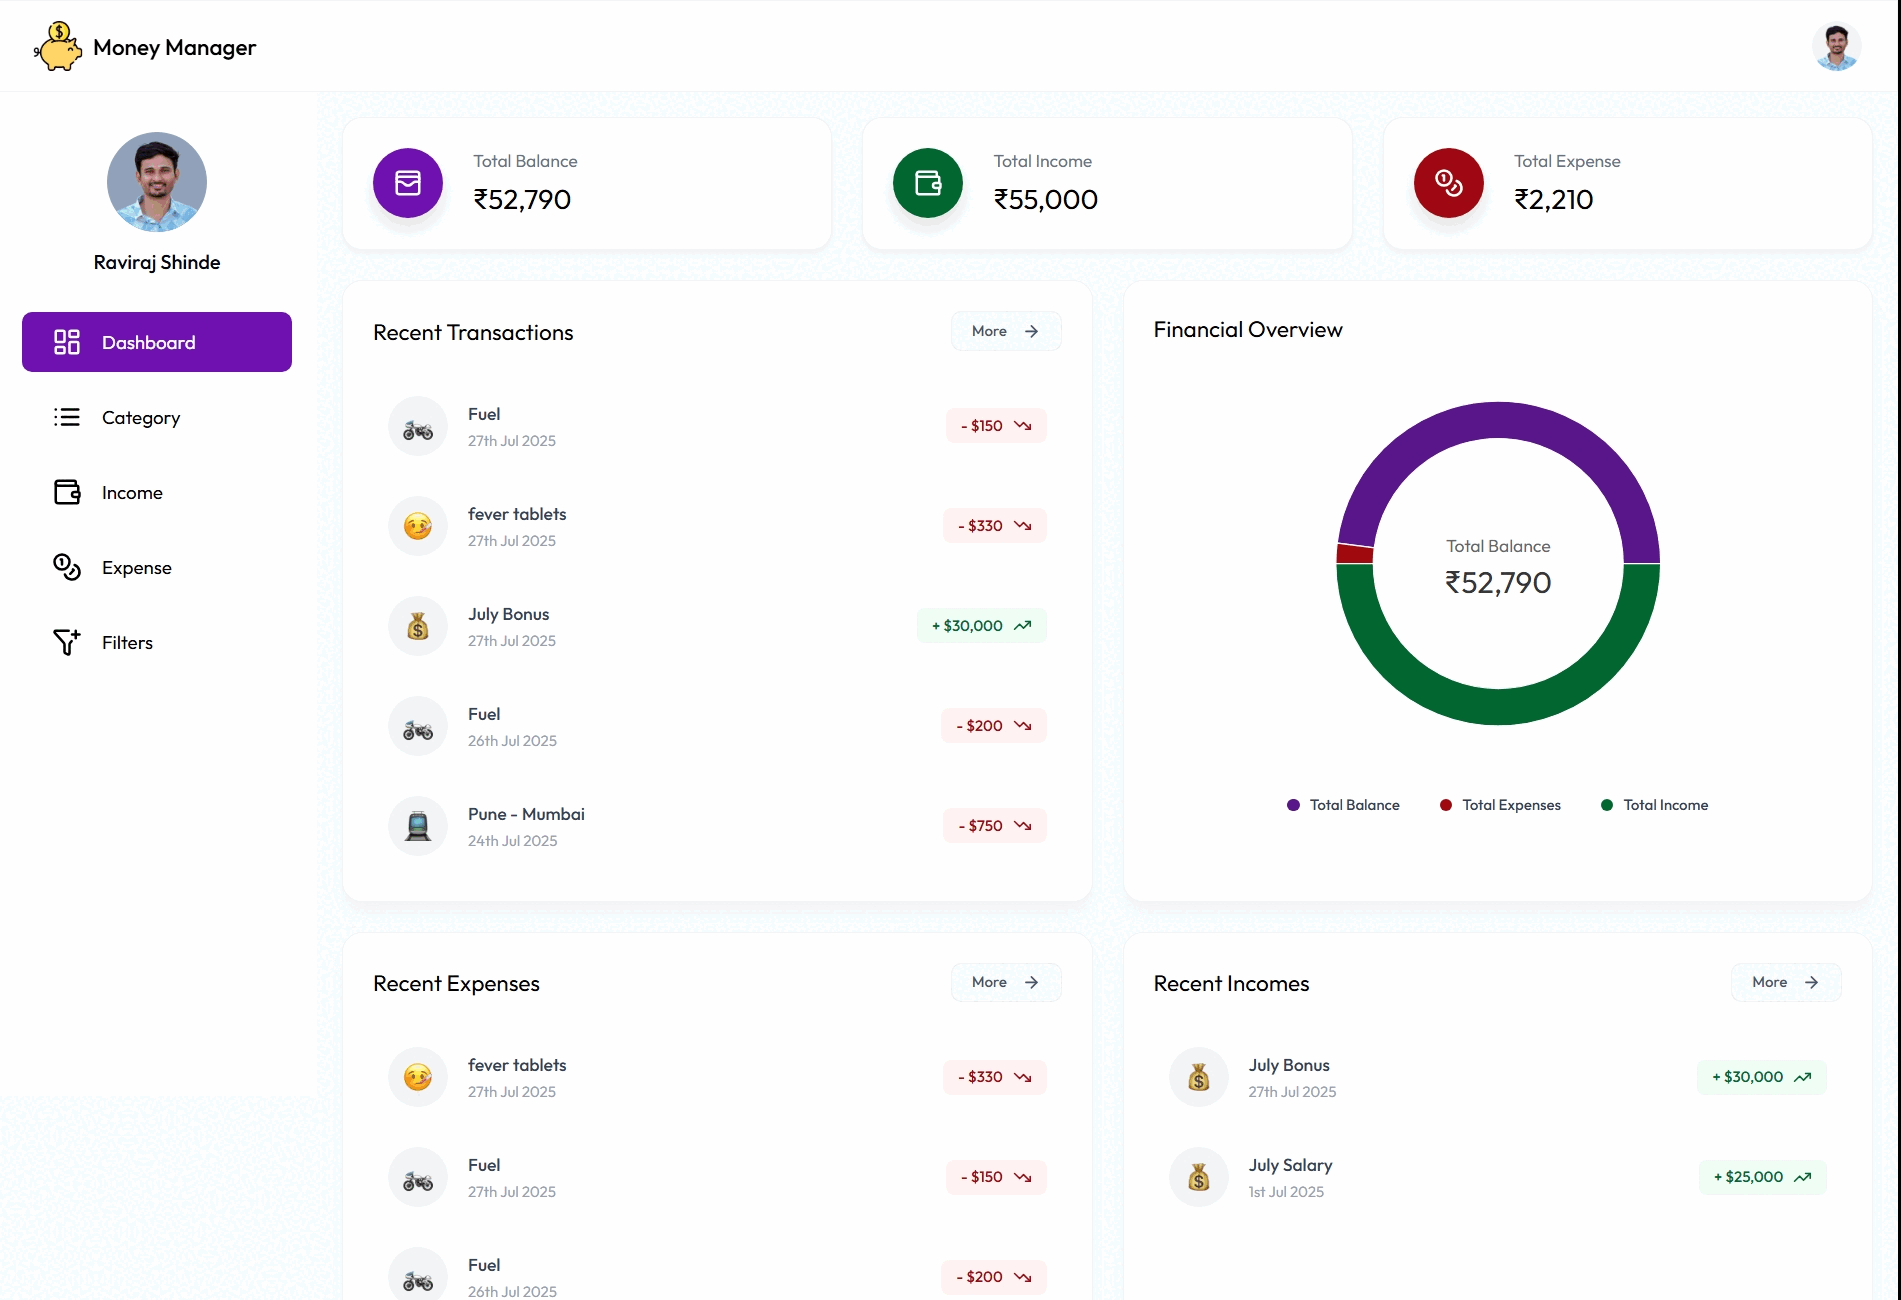 Money Manager
Raviraj Shinde
Dashboard
Category
Income
Expense
Filters
Total Balance
₹52,790
Total Income
₹55,000
Total Expense
₹2,210
Recent Transactions
More
Fuel
27th Jul 2025
- $150
fever tablets
27th Jul 2025
- $330
July Bonus
27th Jul 2025
+ $30,000
Fuel
26th Jul 2025
- $200
Pune - Mumbai
24th Jul 2025
- $750
Financial Overview
Total Balance
₹52,790
Total Balance
Total Expenses
Total Income
Recent Expenses
More
fever tablets
27th Jul 2025
- $330
Fuel
27th Jul 2025
- $150
Fuel
26th Jul 2025
- $200
Recent Incomes
More
July Bonus
27th Jul 2025
+ $30,000
July Salary
1st Jul 2025
+ $25,000